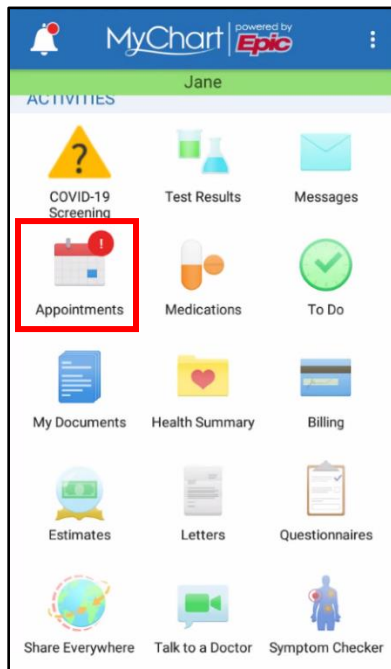 MyChart powered by Epic
Jane
ACTIVITIES
?
COVID-19 Screening
Test Results
Messages
!
Appointments
Medications
To Do
My Documents
Health Summary
Billing
Estimates
Letters
Questionnaires
Share Everywhere
Talk to a Doctor
Symptom Checker